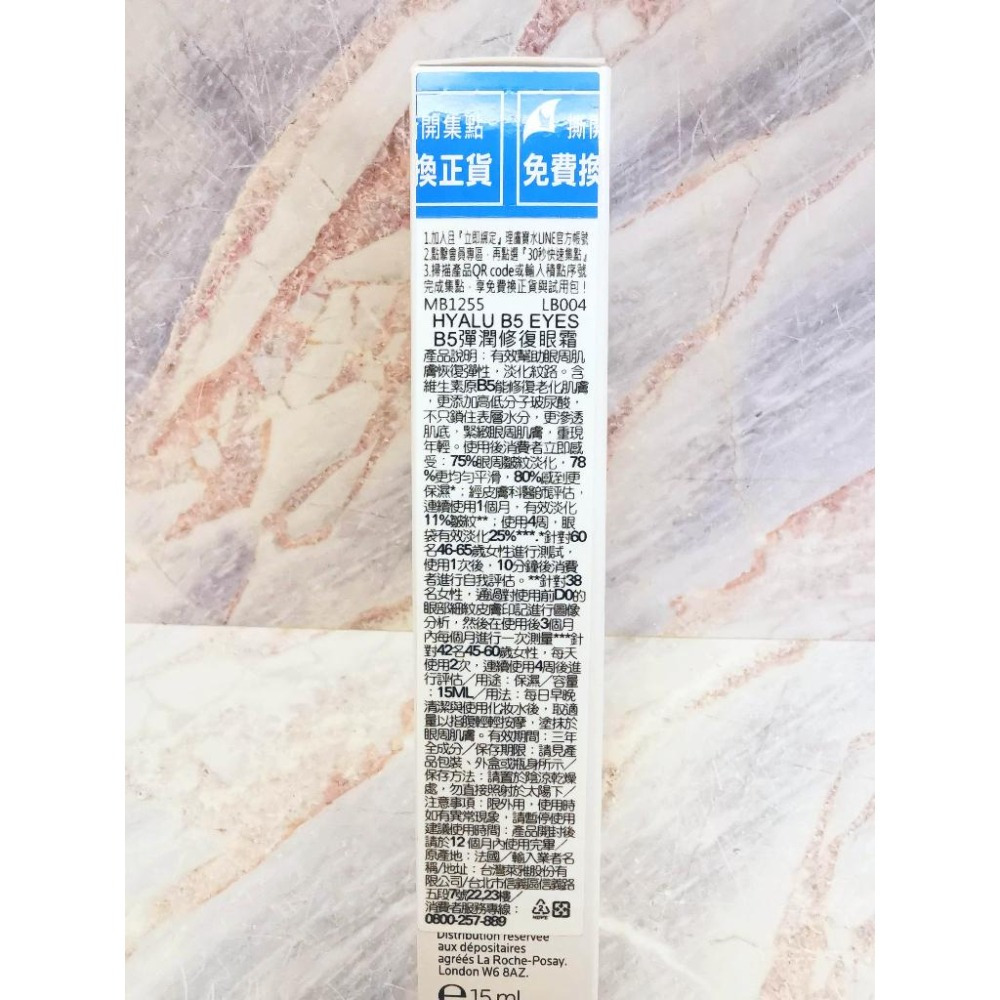 開集點
撕開
換正貨
免費換
1.加入且『立即綁定』理膚寶水LINE官方帳號
2.點擊會員專區，再點選『30秒快速集點』
3.掃描產品QR code或輸入積點序號
完成集點，享免費換正貨與試用包！
MB1255 LB004
HYALU B5 EYES
B5彈潤修復眼霜
產品說明：有效幫助眼周肌
膚恢復彈性，淡化紋路。含
維生素原B5能修復老化肌膚
，更添加高低分子玻尿酸，
不只鎖住表層水分，更滲透
肌底，緊緻眼周肌膚，重現
年輕。使用後消費者立即感
受：75%眼周皺紋淡化，78
%更均勻平滑，80%感到更
保濕*；經皮膚科醫師評估，
連續使用1個月，有效淡化
11%皺紋**；使用4周，眼
袋有效淡化25%***.*針對60
名46-65歲女性進行測試，
使用1次後，10分鐘後消費
者進行自我評估。**針對38
名女性，通過對使用前D0的
眼部細紋皮膚印記進行圖像
分析，然後在使用後3個月
內每個月進行一次測量***針
對42名45-60歲女性，每天
使用2次，連續使用4周後進
行評估／用途：保濕／容量
：15ML／用法：每日早晚
清潔與使用化妝水後，取適
量以指腹輕輕按摩，塗抹於
眼周肌膚。有效期間：三年
全成分／保存期限：請見產
品包裝、外盒或瓶身所示／
保存方法：請置於陰涼乾燥
處，勿直接照射於太陽下／
注意事項：限外用，使用時
如有異常現象，請暫停使用
建議使用時間：產品開封後
請於12個月內使用完畢／
原產地：法國／輸入業者名
稱/地址：台灣萊雅股份有
限公司/台北市信義區信義路
五段7號22,23樓／
消費者服務專線：
0800-257-889
HDPE
Distribution réservée
aux dépositaires
agréés La Roche-Posay.
London W6 8AZ.
e 15 ml